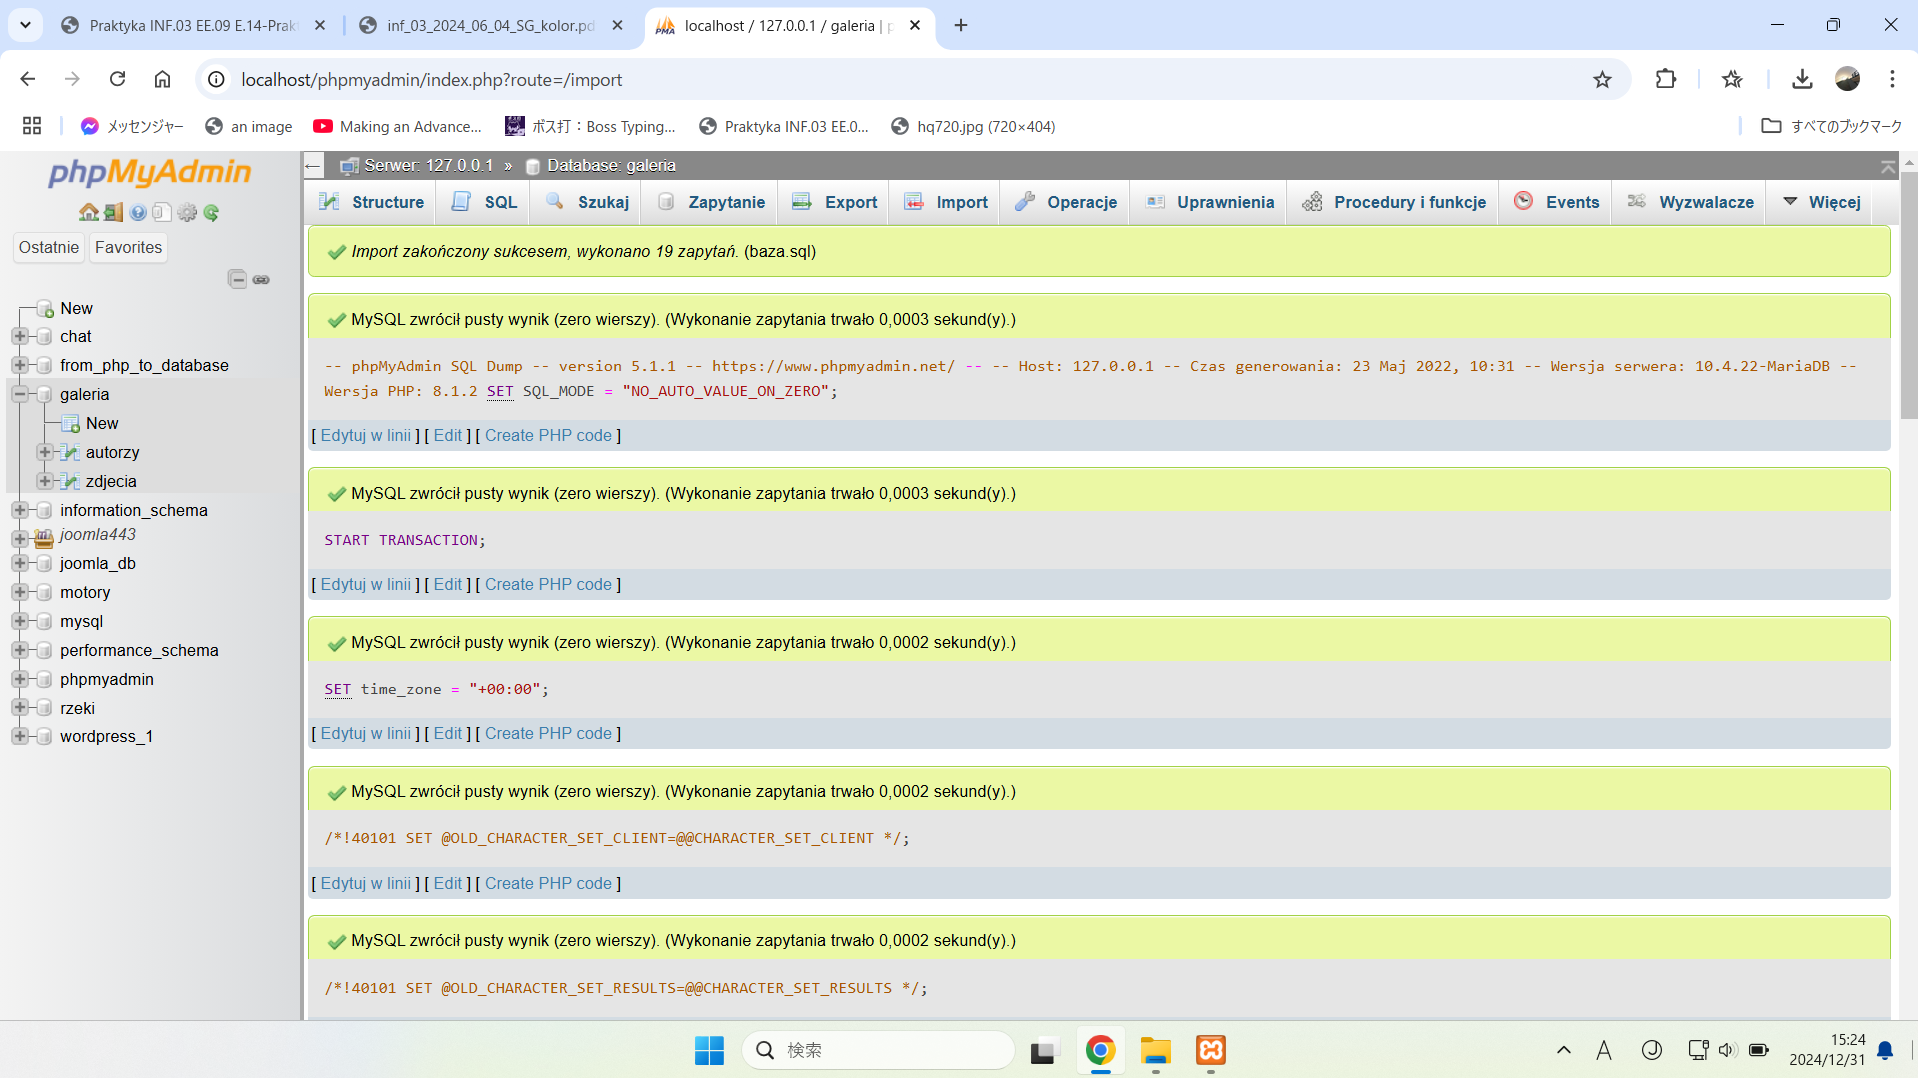 Praktyka INF.03 EE.09 E.14-Prakt
inf_03_2024_06_04_SG_kolor.pd
localhost / 127.0.0.1 / galeria | p
localhost/phpmyadmin/index.php?route=/import
メッセンジャー
an image
Making an Advance...
ボス打：Boss Typing...
Praktyka INF.03 EE.0...
hq720.jpg (720×404)
すべてのブックマーク
phpMyAdmin
Ostatnie Favorites
New
chat
from_php_to_database
galeria
New
autorzy
zdjecia
information_schema
joomla443
joomla_db
motory
mysql
performance_schema
phpmyadmin
rzeki
wordpress_1
Serwer: 127.0.0.1 » Database: galeria
Structure SQL Szukaj Zapytanie Export Import Operacje Uprawnienia Procedury i funkcje Events Wyzwalacze Więcej
Import zakończony sukcesem, wykonano 19 zapytań. (baza.sql)
MySQL zwrócił pusty wynik (zero wierszy). (Wykonanie zapytania trwało 0,0003 sekund(y).)
-- phpMyAdmin SQL Dump -- version 5.1.1 -- https://www.phpmyadmin.net/ -- -- Host: 127.0.0.1 -- Czas generowania: 23 Maj 2022, 10:31 -- Wersja serwera: 10.4.22-MariaDB --
Wersja PHP: 8.1.2 SET SQL_MODE = "NO_AUTO_VALUE_ON_ZERO";
[ Edytuj w linii ] [ Edit ] [ Create PHP code ]
MySQL zwrócił pusty wynik (zero wierszy). (Wykonanie zapytania trwało 0,0003 sekund(y).)
START TRANSACTION;
[ Edytuj w linii ] [ Edit ] [ Create PHP code ]
MySQL zwrócił pusty wynik (zero wierszy). (Wykonanie zapytania trwało 0,0002 sekund(y).)
SET time_zone = "+00:00";
[ Edytuj w linii ] [ Edit ] [ Create PHP code ]
MySQL zwrócił pusty wynik (zero wierszy). (Wykonanie zapytania trwało 0,0002 sekund(y).)
/*!40101 SET @OLD_CHARACTER_SET_CLIENT=@@CHARACTER_SET_CLIENT */;
[ Edytuj w linii ] [ Edit ] [ Create PHP code ]
MySQL zwrócił pusty wynik (zero wierszy). (Wykonanie zapytania trwało 0,0002 sekund(y).)
/*!40101 SET @OLD_CHARACTER_SET_RESULTS=@@CHARACTER_SET_RESULTS */;
検索
A
J
15:24
2024/12/31